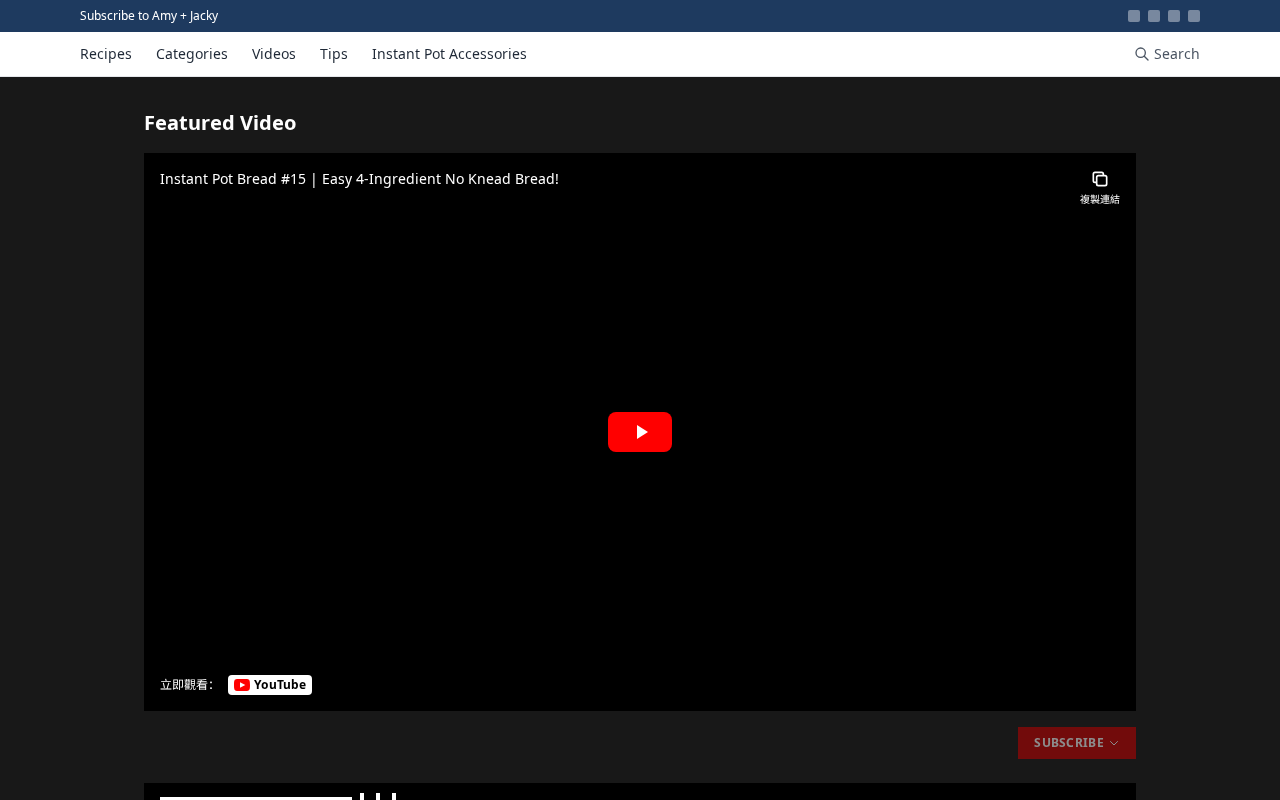 Subscribe to Amy + Jacky
Recipes Categories Videos Tips Instant Pot Accessories Search
Featured Video
Instant Pot Bread #15 | Easy 4-Ingredient No Knead Bread!
複製連結
立即觀看： YouTube
SUBSCRIBE